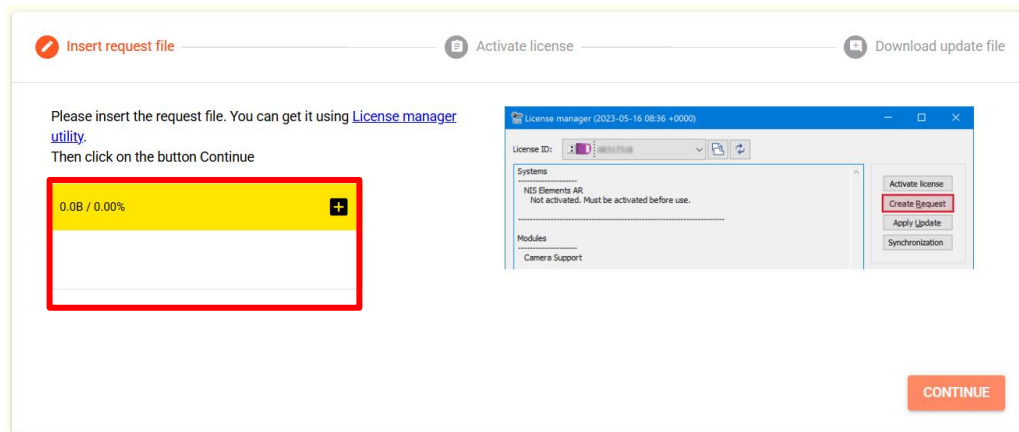 Insert request file
Activate license
Download update file
Please insert the request file. You can get it using License manager
utility.
Then click on the button Continue
0.0B / 0.00%
License manager (2023-05-16 08:36 +0000)
License ID:
Systems
--------------------
NIS Elements AR
Not activated. Must be activated before use.
Modules
--------------------
Camera Support
Activate license
Create Request
Apply Update
Synchronization
CONTINUE